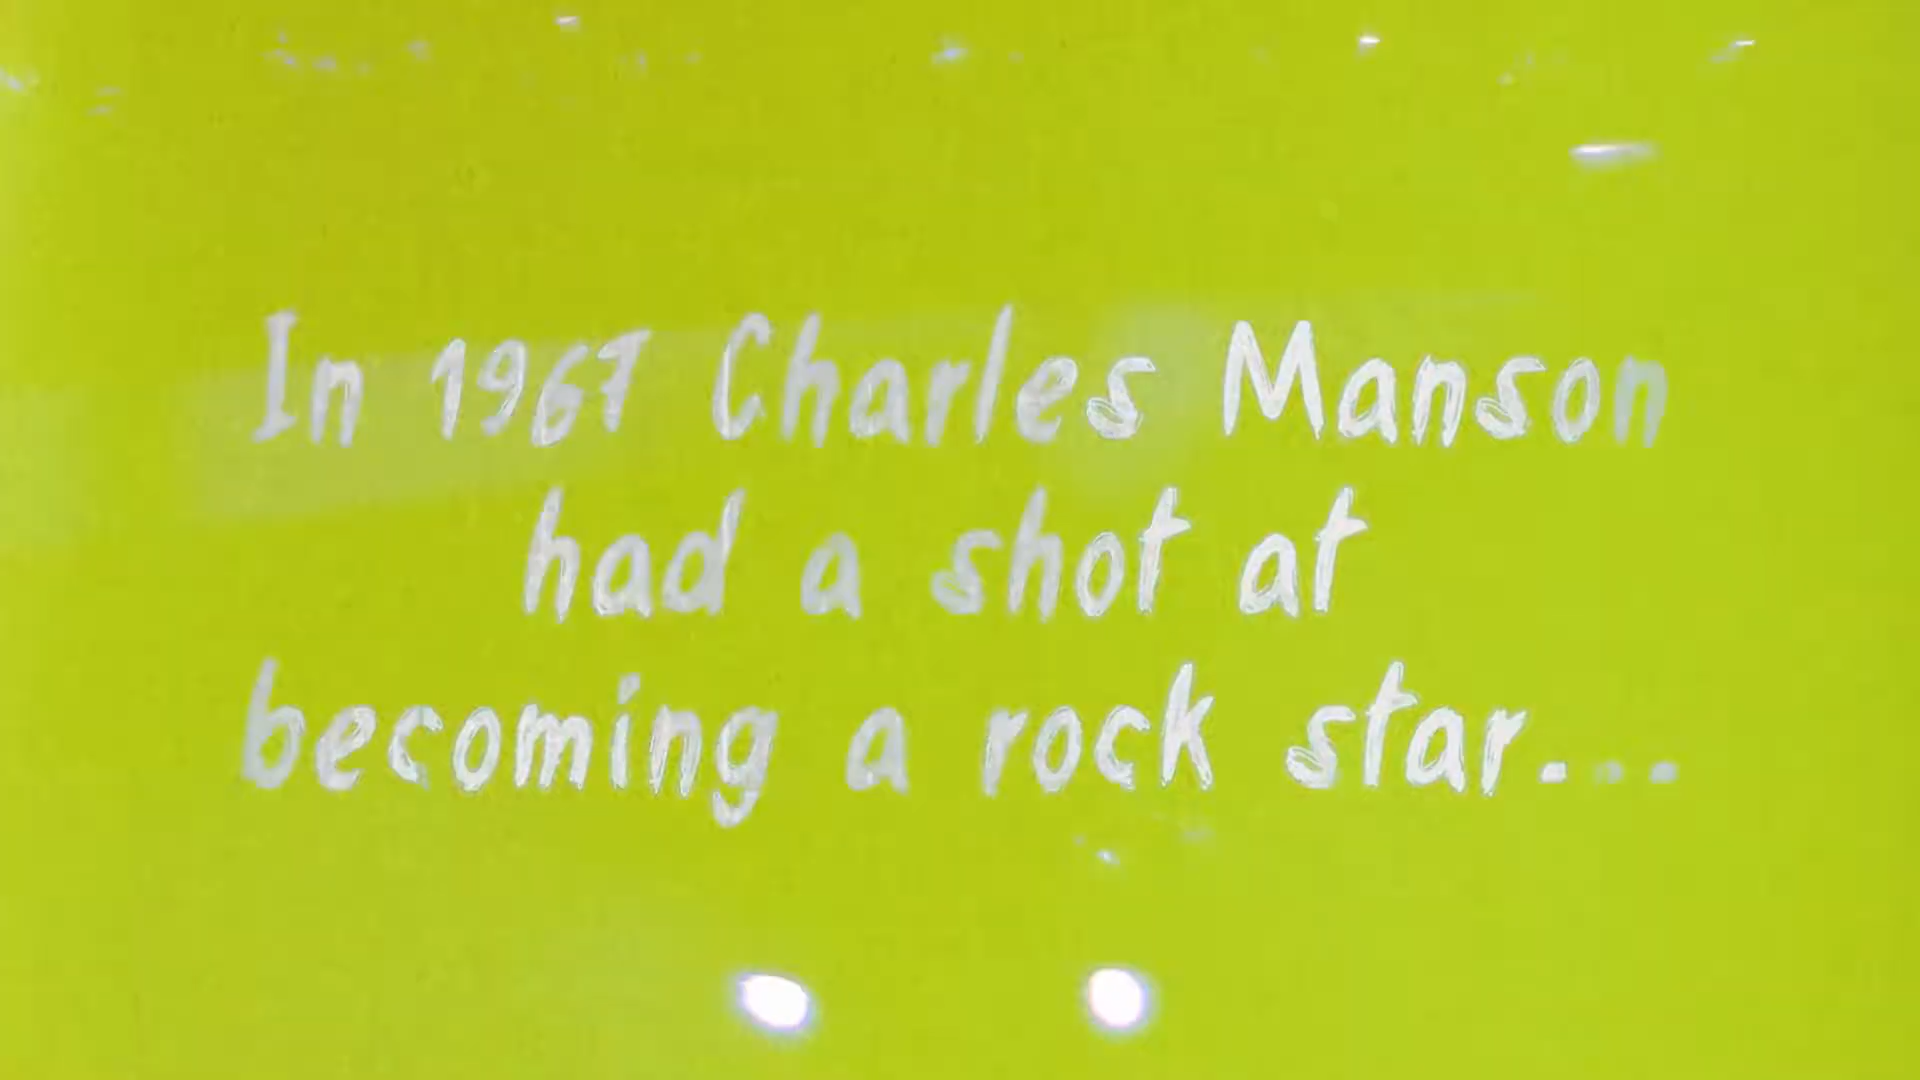 In 1967 Charles Manson
had a shot at
becoming a rock star...